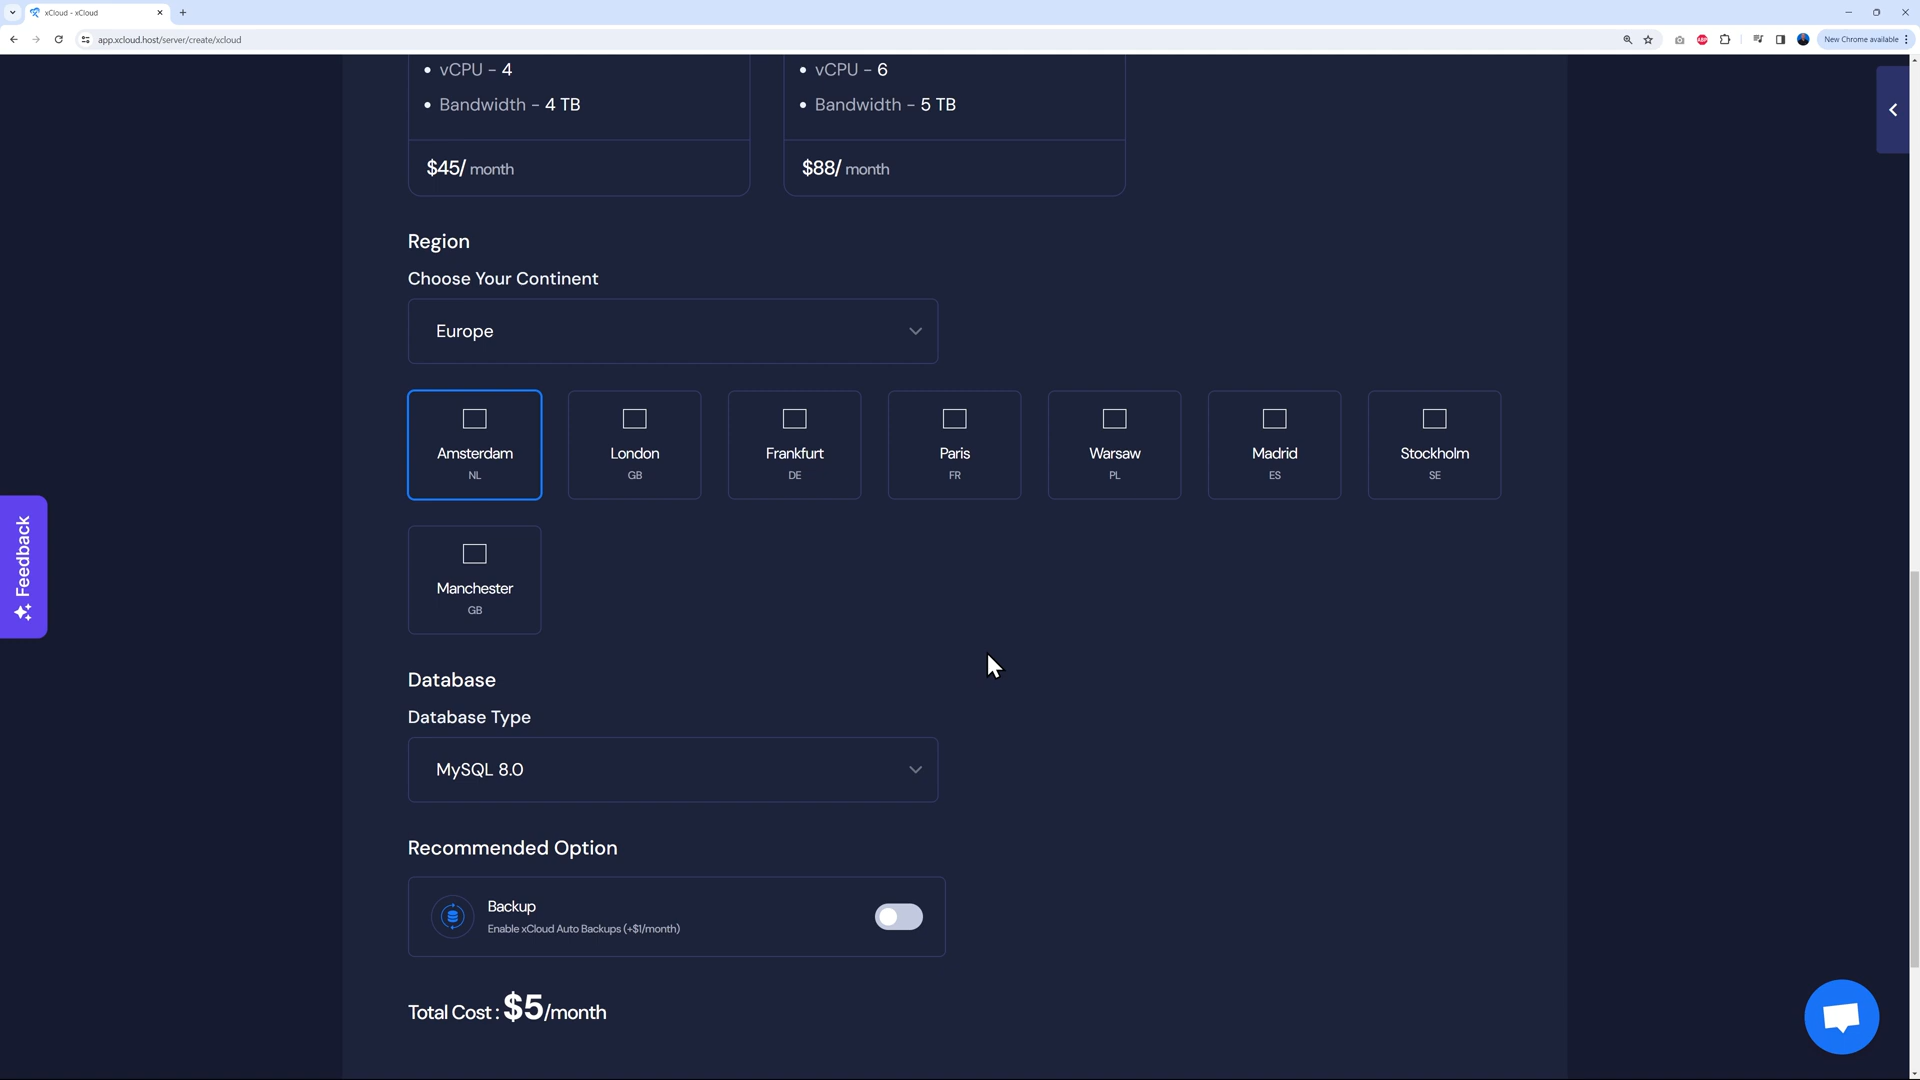 xCloud - xCloud
app.xcloud.host/server/create/xcloud
ABP
New Chrome available
vCPU - 4
Bandwidth - 4 TB
$45/ month
vCPU - 6
Bandwidth - 5 TB
$88/ month
Region
Choose Your Continent
Europe
Amsterdam
NL
London
GB
Frankfurt
DE
Paris
FR
Warsaw
PL
Madrid
ES
Stockholm
SE
Manchester
GB
Feedback
Database
Database Type
MySQL 8.0
Recommended Option
Backup
Enable xCloud Auto Backups (+$1/month)
Total Cost : $5/month